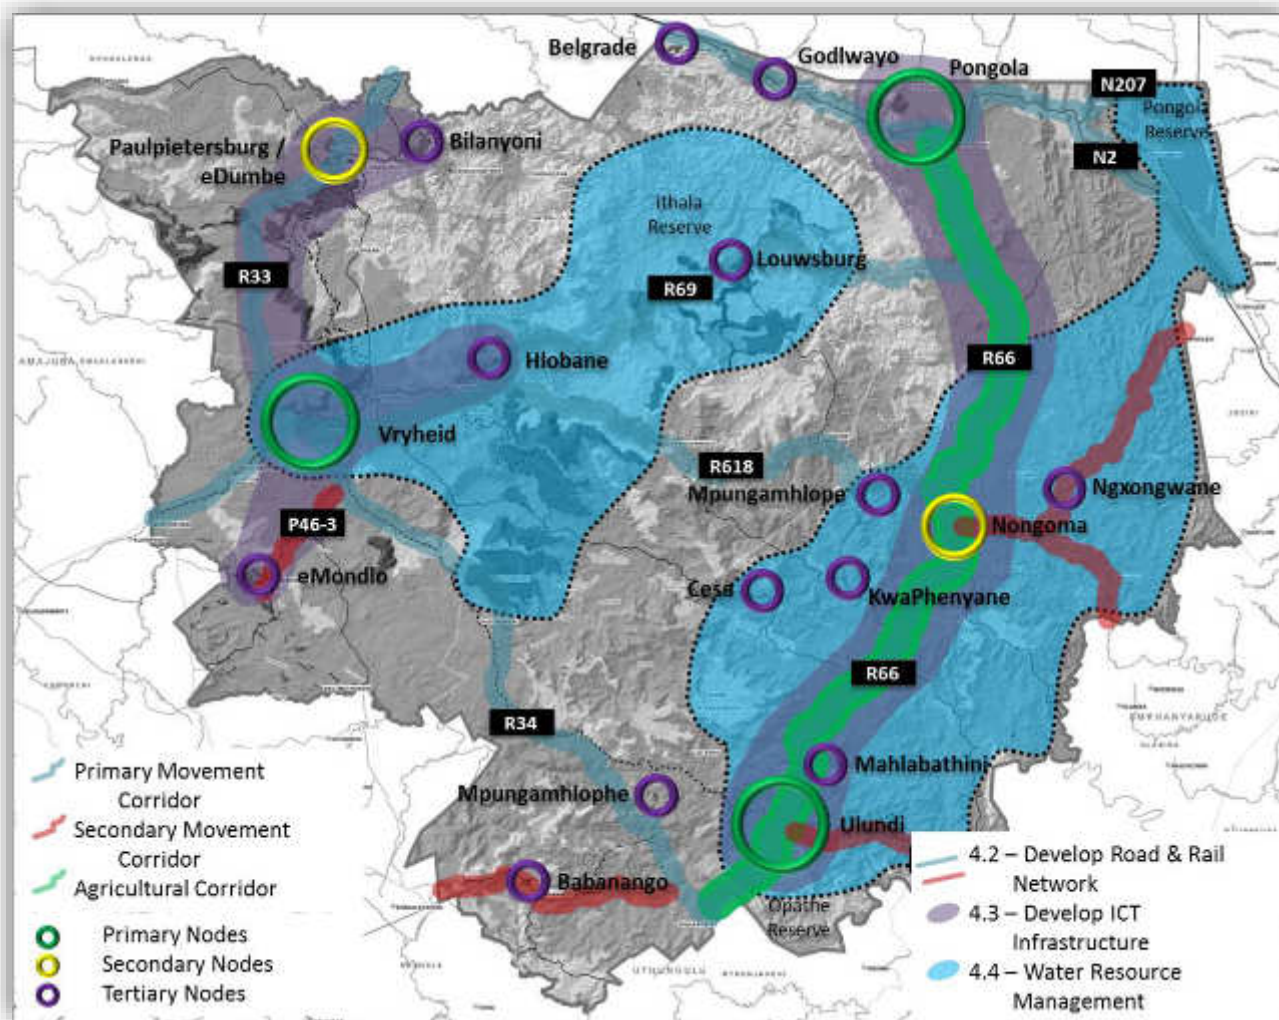 Belgrade
Godlwayo
Pongola
N207
Pongola
Reserve
N2
Paulpietersburg /
eDumbe
Bilanyoni
Ithala
Reserve
Louwsburg
R33
R69
Hlobane
R66
Vryheid
R618
Mpungamhlope
Ngxongwane
P46-3
Nongoma
eMondlo
Cesa
KwaPhenyane
R66
R34
Mahlabathini
Mpungamhlophe
Ulundi
Babanango
Opathe
Reserve
Primary Movement
Corridor
Secondary Movement
Corridor
Agricultural Corridor
Primary Nodes
Secondary Nodes
Tertiary Nodes
4.2 – Develop Road & Rail
Network
4.3 – Develop ICT
Infrastructure
4.4 – Water Resource
Management